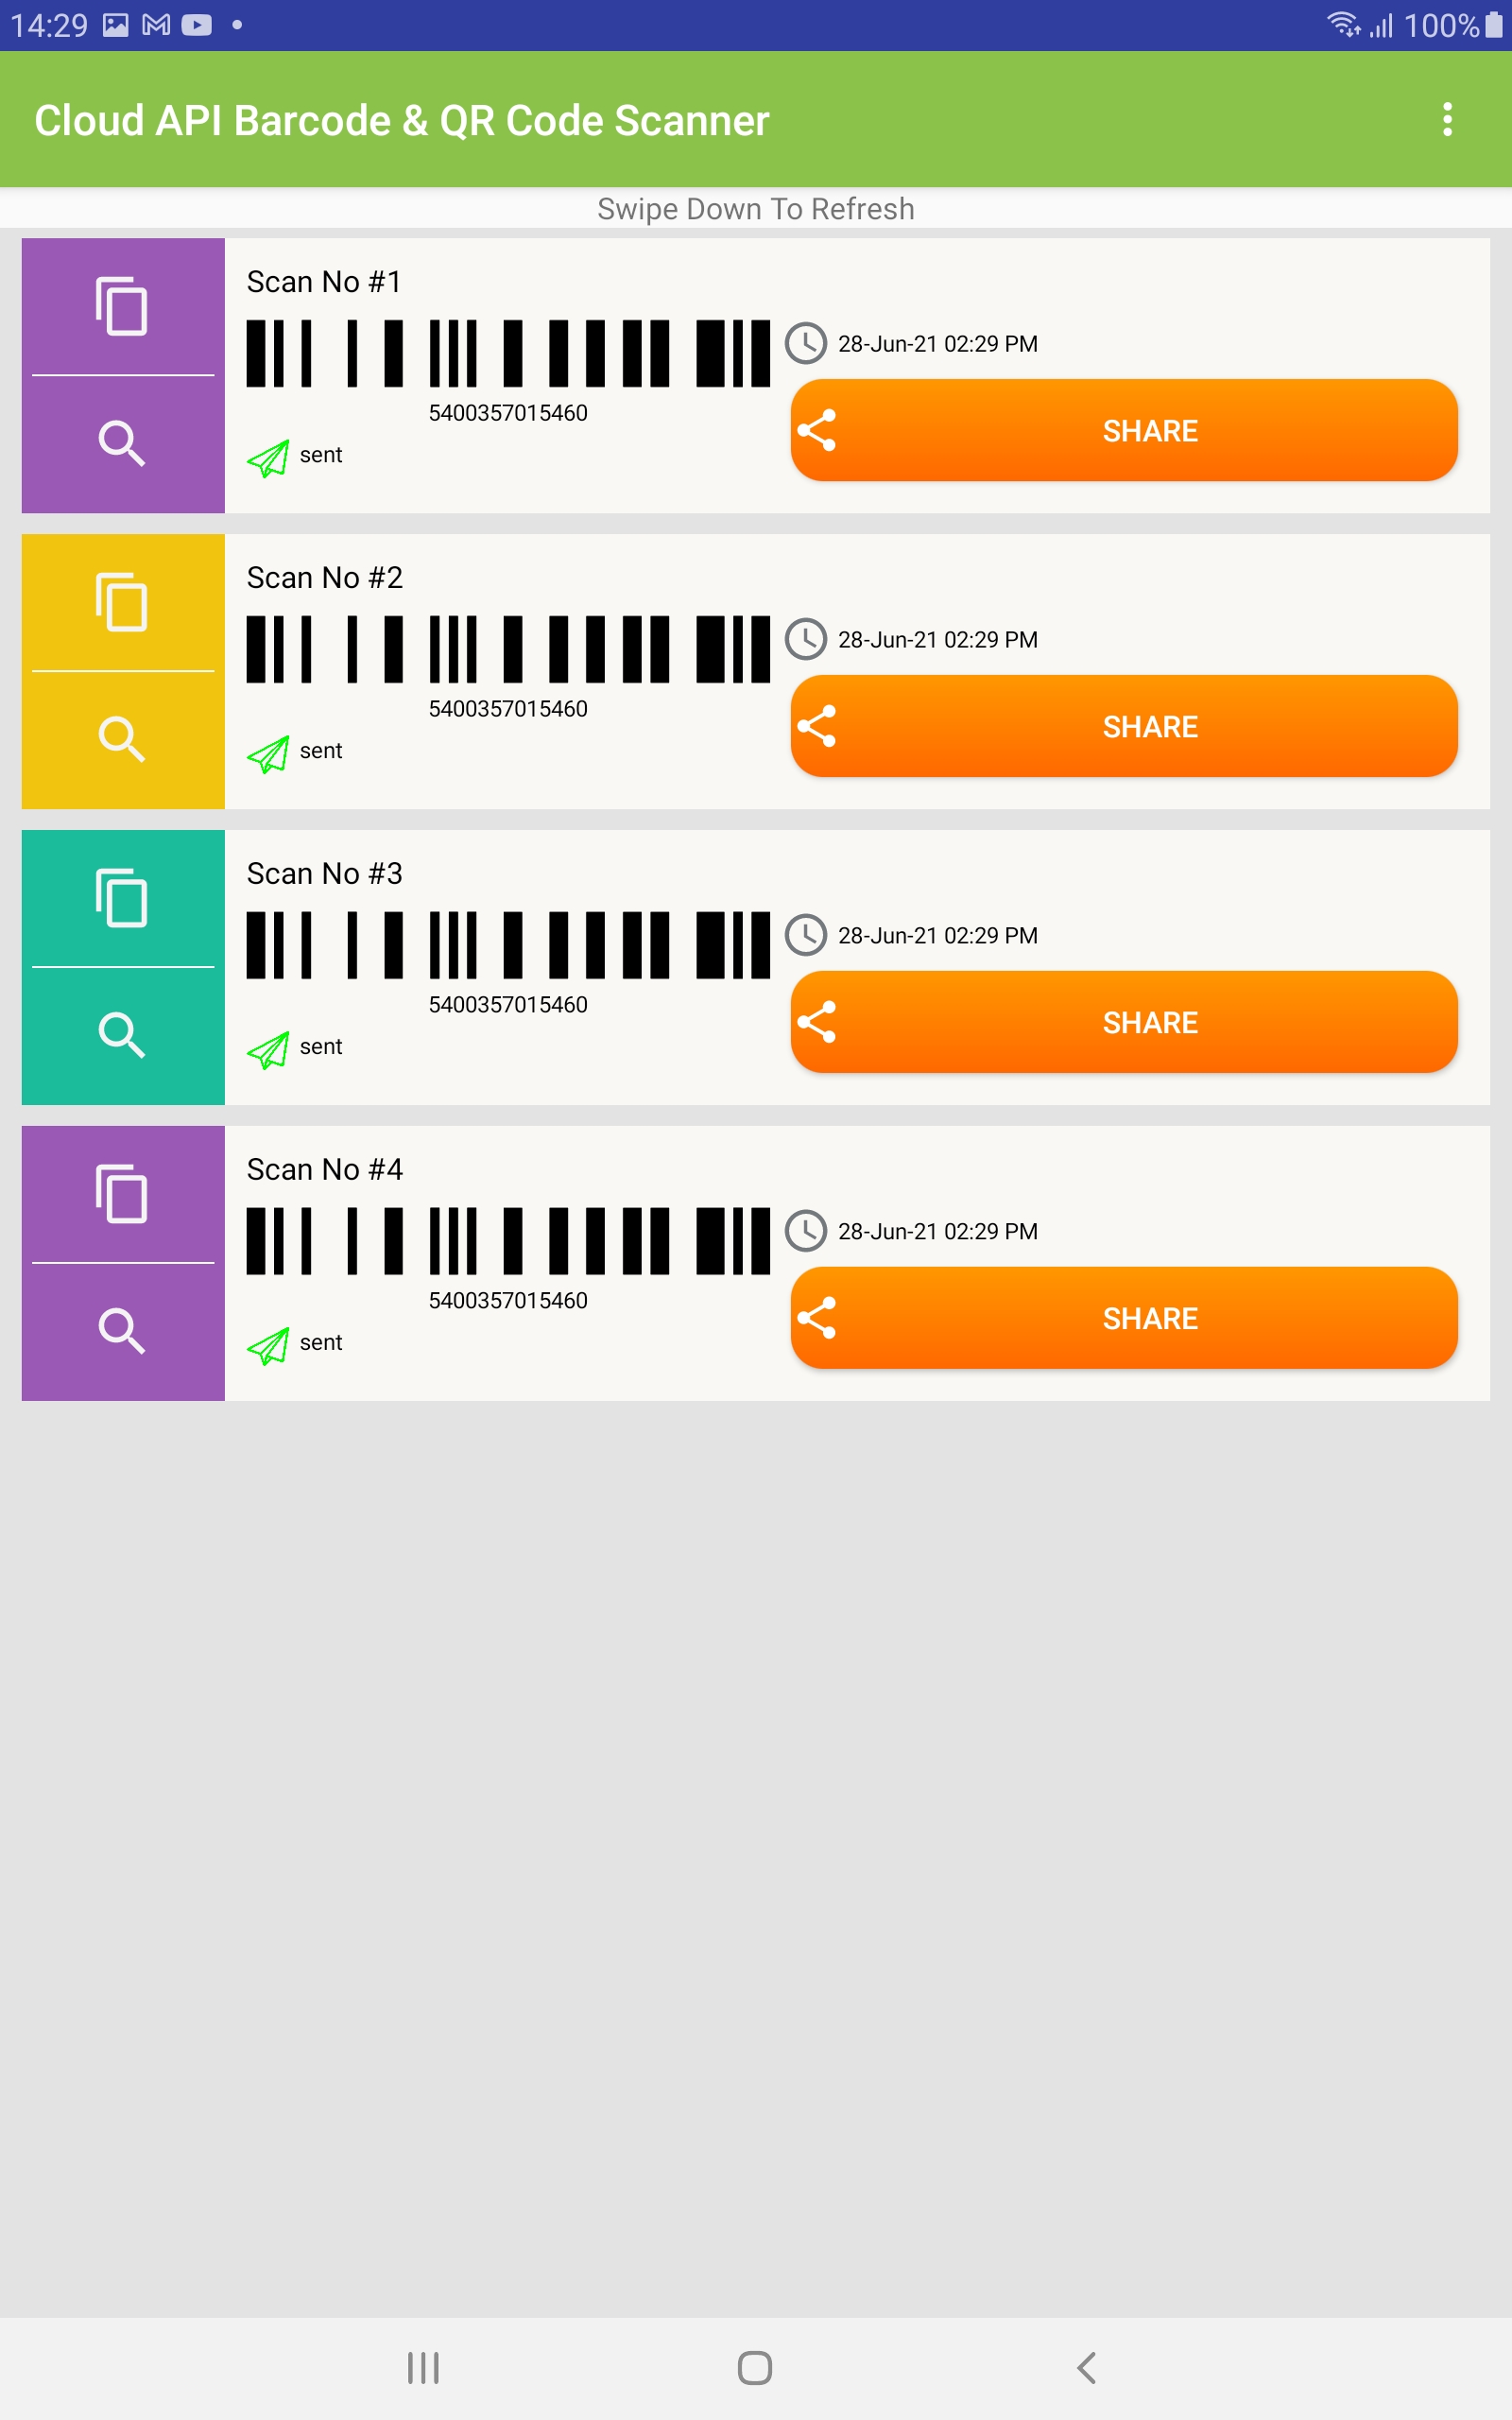 14:29 100%
Cloud API Barcode & QR Code Scanner
Swipe Down To Refresh
Scan No #1
28-Jun-21 02:29 PM
5400357015460
SHARE
sent
Scan No #2
28-Jun-21 02:29 PM
5400357015460
SHARE
sent
Scan No #3
28-Jun-21 02:29 PM
5400357015460
SHARE
sent
Scan No #4
28-Jun-21 02:29 PM
5400357015460
SHARE
sent